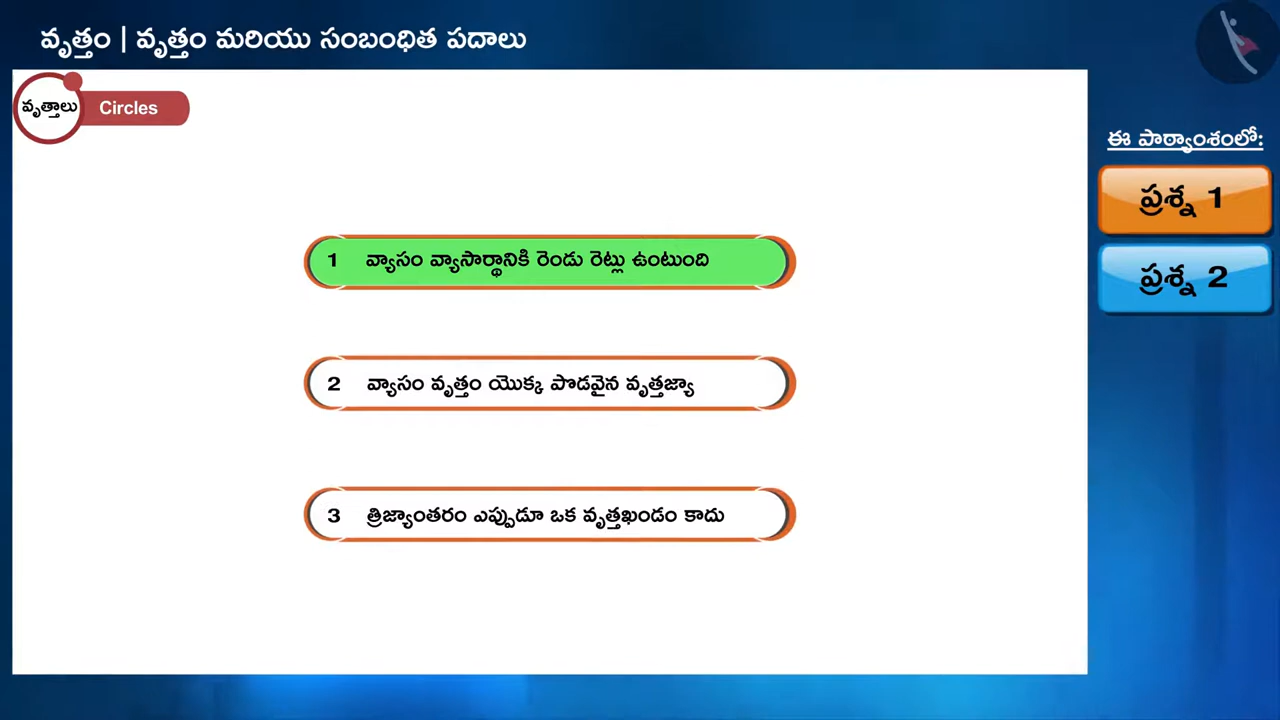 వృత్తం | వృత్తం మరియు సంబంధిత పదాలు
వృత్తాలు
Circles
ఈ పాఠ్యాంశంలో:
ప్రశ్న 1
ప్రశ్న 2
1 వ్యాసం వ్యాసార్థానికి రెండు రెట్లు ఉంటుంది
2 వ్యాసం వృత్తం యొక్క పొడవైన వృత్తజ్యా
3 త్రిజ్యాంతరం ఎప్పుడూ ఒక వృత్తఖండం కాదు